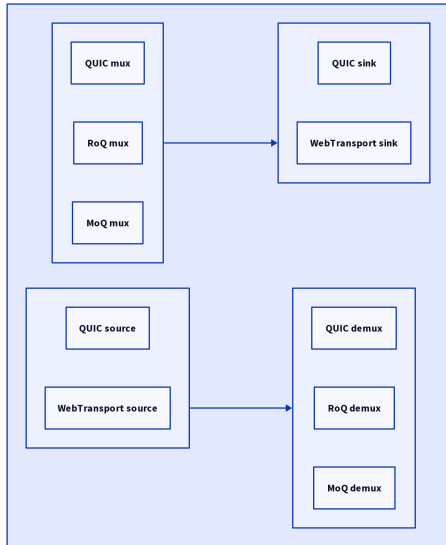 QUIC mux
RoQ mux
MoQ mux
QUIC sink
WebTransport sink
QUIC source
WebTransport source
QUIC demux
RoQ demux
MoQ demux